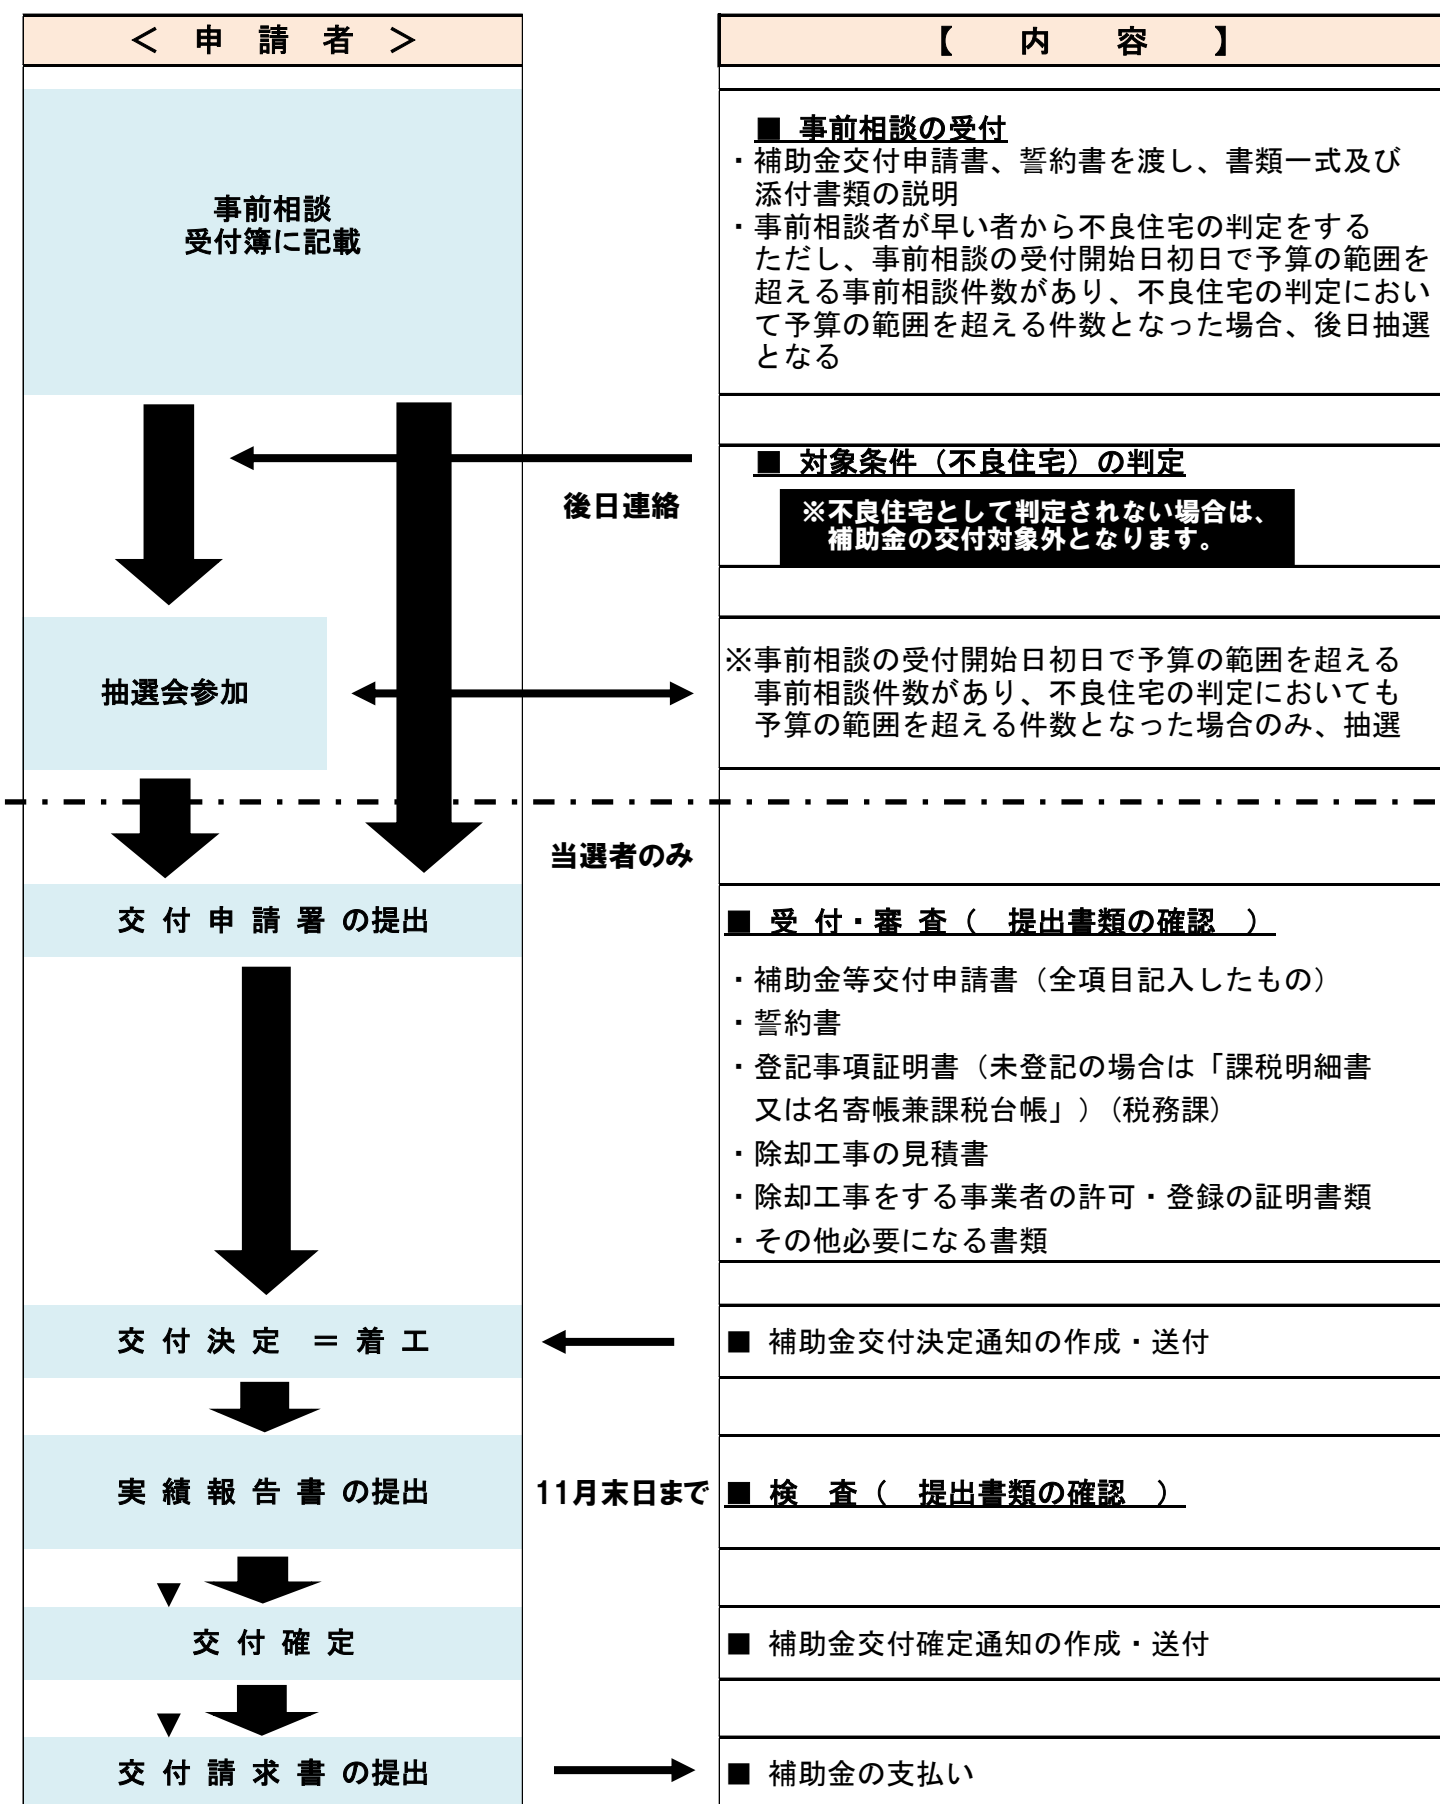 ＜ 申 請 者 ＞
【 内 容 】
事前相談
受付簿に記載
■ 事前相談の受付
・補助金交付申請書、誓約書を渡し、書類一式及び
添付書類の説明
・事前相談者が早い者から不良住宅の判定をする
ただし、事前相談の受付開始日初日で予算の範囲を
超える事前相談件数があり、不良住宅の判定におい
て予算の範囲を超える件数となった場合、後日抽選
となる
後日連絡
■ 対象条件（不良住宅）の判定
※不良住宅として判定されない場合は、
補助金の交付対象外となります。
抽選会参加
※事前相談の受付開始日初日で予算の範囲を超える
事前相談件数があり、不良住宅の判定においても
予算の範囲を超える件数となった場合のみ、抽選
当選者のみ
交 付 申 請 署 の提出
■ 受 付・審 査（ 提出書類の確認 ）
・補助金等交付申請書（全項目記入したもの）
・誓約書
・登記事項証明書（未登記の場合は「課税明細書
又は名寄帳兼課税台帳」）（税務課）
・除却工事の見積書
・除却工事をする事業者の許可・登録の証明書類
・その他必要になる書類
交 付 決 定 ＝ 着 工
■ 補助金交付決定通知の作成・送付
実 績 報 告 書 の提出
11月末日まで
■ 検 査（ 提出書類の確認 ）
交 付 確 定
■ 補助金交付確定通知の作成・送付
交 付 請 求 書 の提出
■ 補助金の支払い